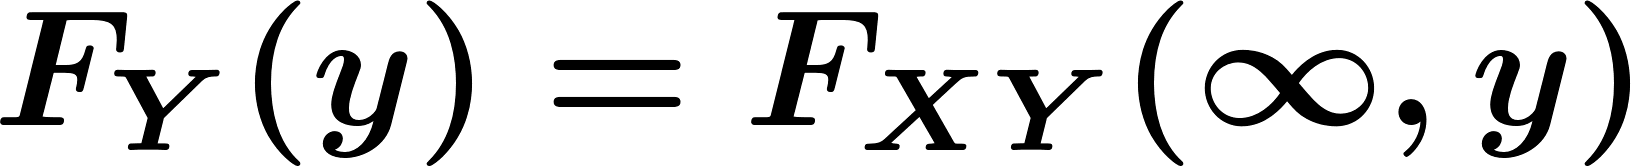 F_Y(y) = F_{XY}(∞, y)